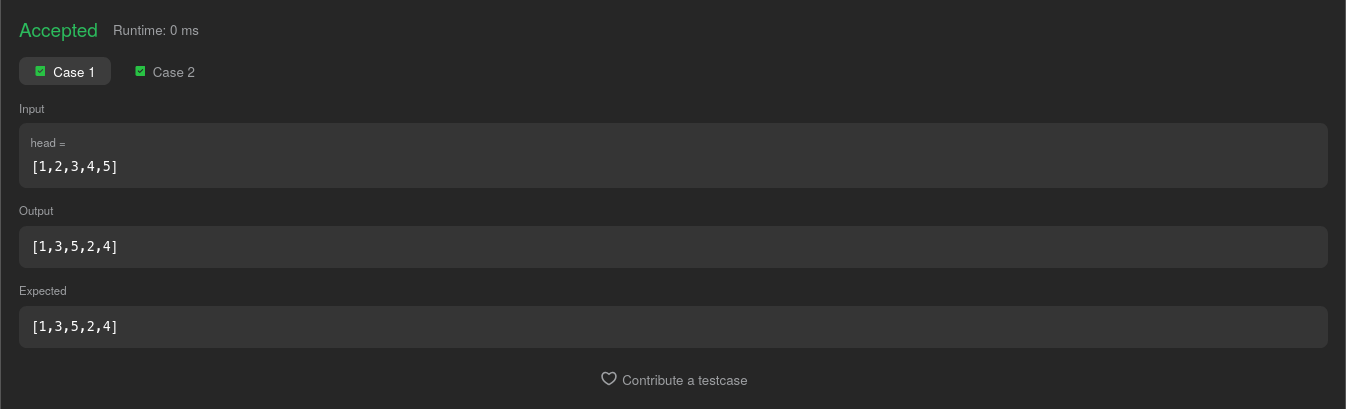 Accepted Runtime: 0 ms
Case 1 Case 2
Input
head =
[1,2,3,4,5]
Output
[1,3,5,2,4]
Expected
[1,3,5,2,4]
Contribute a testcase